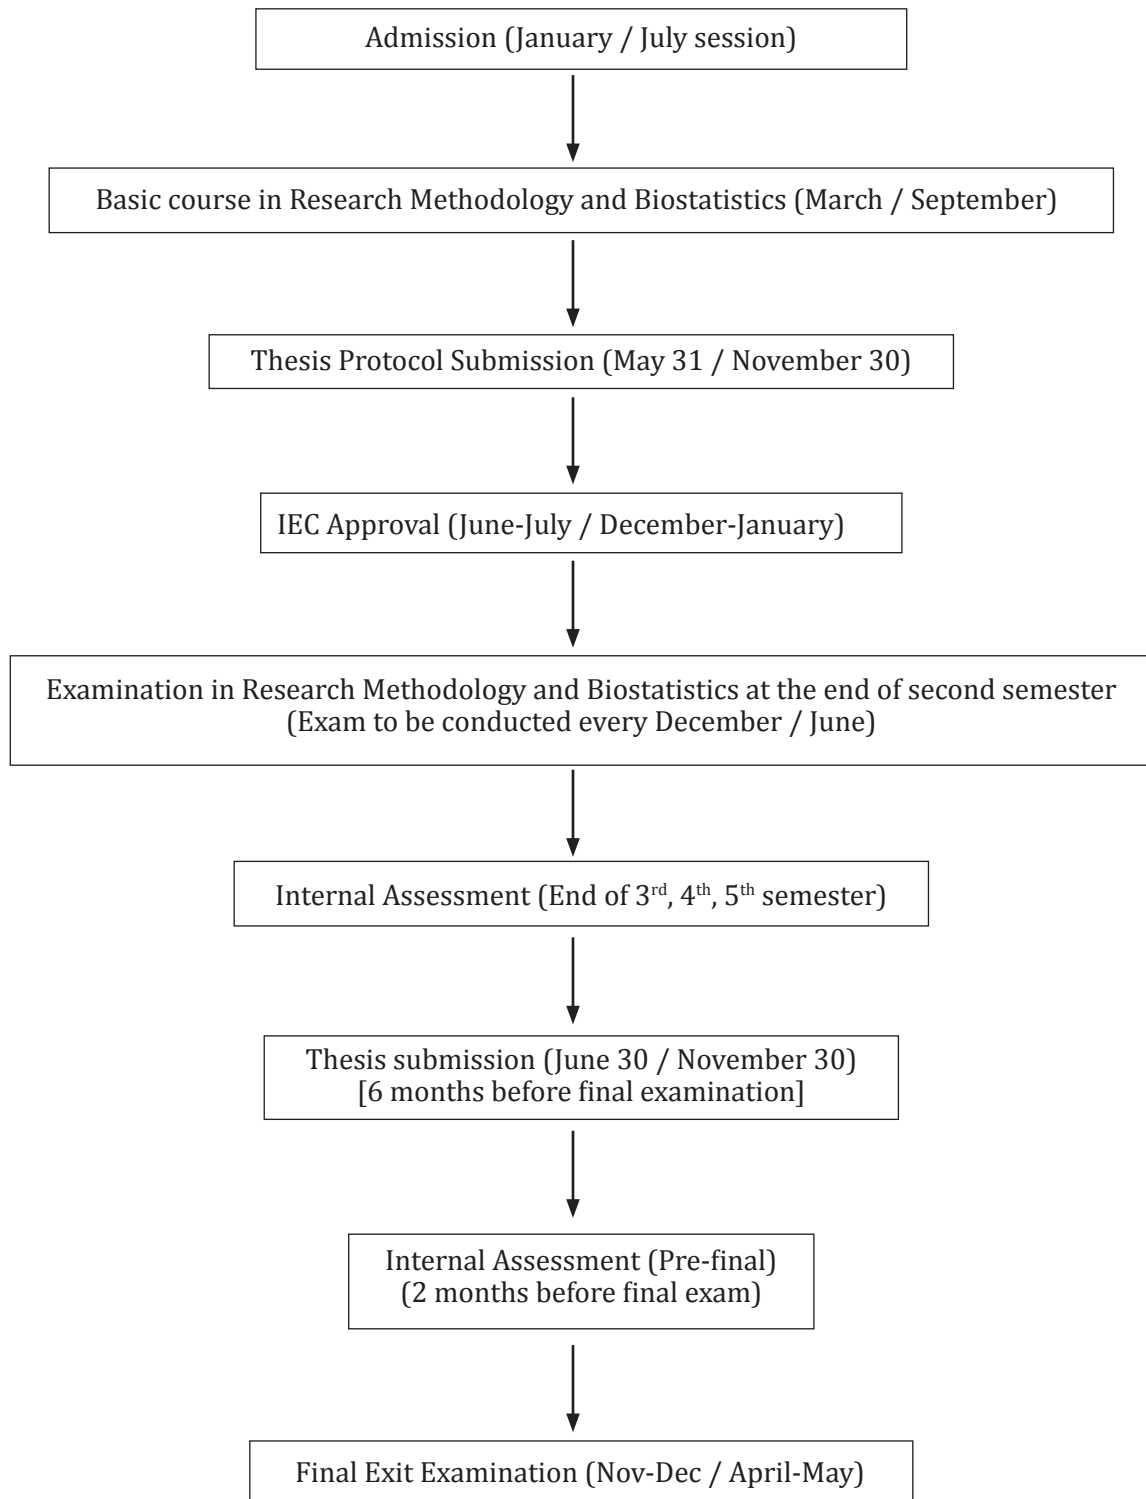 Admission (January / July session)
Basic course in Research Methodology and Biostatistics (March / September)
Thesis Protocol Submission (May 31 / November 30)
IEC Approval (June-July / December-January)
Examination in Research Methodology and Biostatistics at the end of second semester
(Exam to be conducted every December / June)
Internal Assessment (End of 3rd, 4th, 5th semester)
Thesis submission (June 30 / November 30)
[6 months before final examination]
Internal Assessment (Pre-final)
(2 months before final exam)
Final Exit Examination (Nov-Dec / April-May)